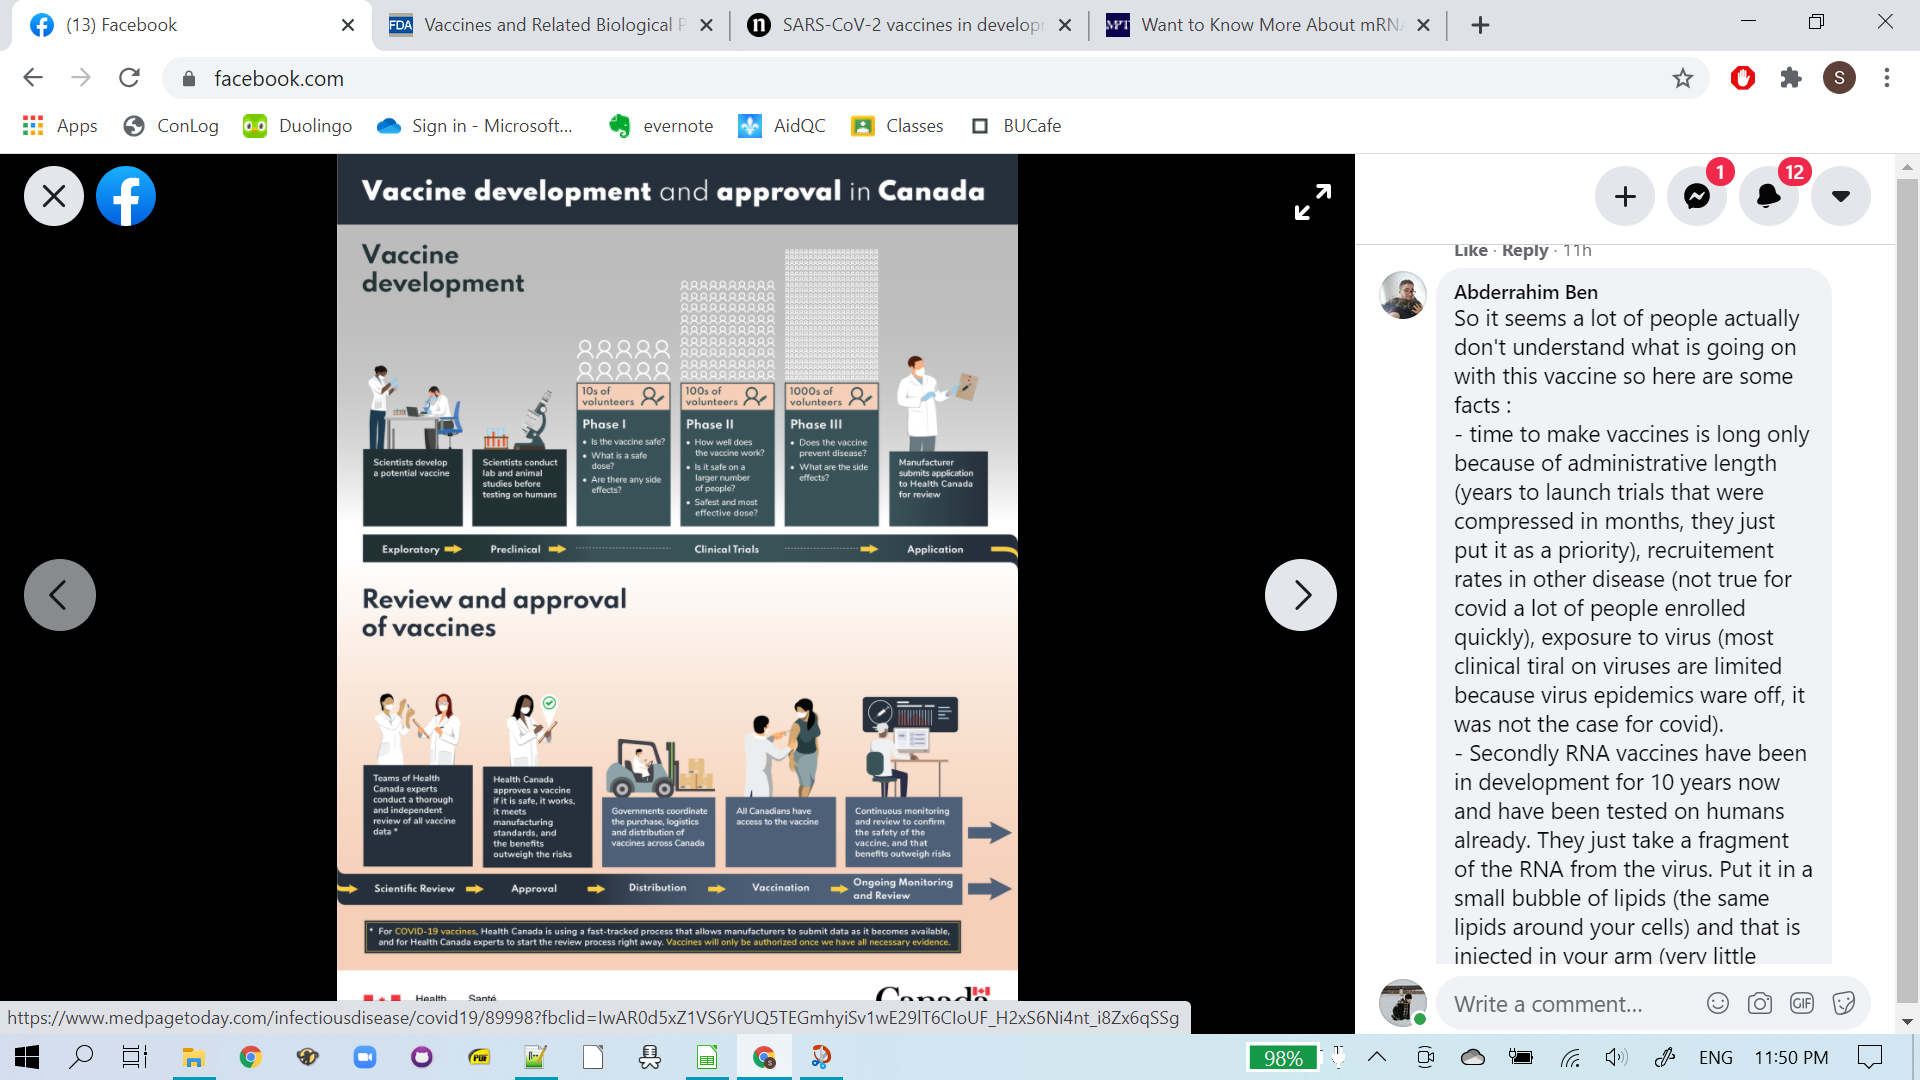 (13) Facebook
Vaccines and Related Biological P
SARS-CoV-2 vaccines in developm
Want to Know More About mRNA
facebook.com
S
Apps
ConLog
Duolingo
Sign in - Microsoft...
evernote
AidQC
Classes
BUCafe
Vaccine development and approval in Canada
Vaccine
development
10s of
volunteers
100s of
volunteers
1000s of
volunteers
Scientists develop
a potential vaccine
Scientists conduct
lab and animal
studies before
testing on humans
Phase I
• Is the vaccine safe?
• What is a safe
dose?
• Are there any side
effects?
Phase II
• How well does
the vaccine work?
• Is it safe on a
larger number
of people?
• Safest and most
effective dose?
Phase III
• Does the vaccine
prevent disease?
• What are the side
effects?
Manufacturer
submits application
to Health Canada
for review
Exploratory
Preclinical
Clinical Trials
Application
Review and approval
of vaccines
Teams of Health
Canada experts
conduct a thorough
and independent
review of all vaccine
data *
Health Canada
approves a vaccine
if it is safe, it works,
it meets
manufacturing
standards, and
the benefits
outweigh the risks
Governments coordinate
the purchase, logistics
and distribution of
vaccines across Canada
All Canadians have
access to the vaccine
Continuous monitoring
and review to confirm
the safety of the
vaccine, and that
benefits outweigh risks
Scientific Review
Approval
Distribution
Vaccination
Ongoing Monitoring
and Review
* For COVID-19 vaccines, Health Canada is using a fast-tracked process that allows manufacturers to submit data as it becomes available,
and for Health Canada experts to start the review process right away. Vaccines will only be authorized once we have all necessary evidence.
Health
Santé
Canada
1
12
Like · Reply · 11h
Abderrahim Ben
So it seems a lot of people actually
don't understand what is going on
with this vaccine so here are some
facts :
- time to make vaccines is long only
because of administrative length
(years to launch trials that were
compressed in months, they just
put it as a priority), recruitement
rates in other disease (not true for
covid a lot of people enrolled
quickly), exposure to virus (most
clinical tiral on viruses are limited
because virus epidemics ware off, it
was not the case for covid).
- Secondly RNA vaccines have been
in development for 10 years now
and have been tested on humans
already. They just take a fragment
of the RNA from the virus. Put it in a
small bubble of lipids (the same
lipids around your cells) and that is
injected in your arm (very little
Write a comment...
GIF
https://www.medpagetoday.com/infectiousdisease/covid19/89998?fbclid=IwAR0d5xZ1VS6rYUQ5TEGmhyiSv1wE29lT6CIoUF_H2xS6Ni4nt_i8Zx6qSSg
98%
ENG
11:50 PM